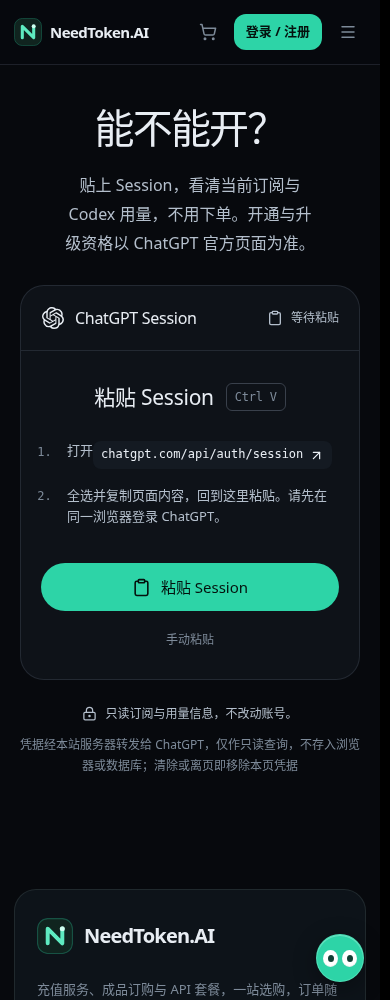 NeedToken.AI
登录 / 注册
能不能开？
贴上 Session，看清当前订阅与
Codex 用量，不用下单。开通与升
级资格以 ChatGPT 官方页面为准。
ChatGPT Session
等待粘贴
粘贴 Session
Ctrl V
1. 打开 chatgpt.com/api/auth/session
2. 全选并复制页面内容，回到这里粘贴。请先在
同一浏览器登录 ChatGPT。
粘贴 Session
手动粘贴
只读订阅与用量信息，不改动账号。
凭据经本站服务器转发给 ChatGPT，仅作只读查询，不存入浏览
器或数据库；清除或离页即移除本页凭据
NeedToken.AI
充值服务、成品订购与 API 套餐，一站选购，订单随